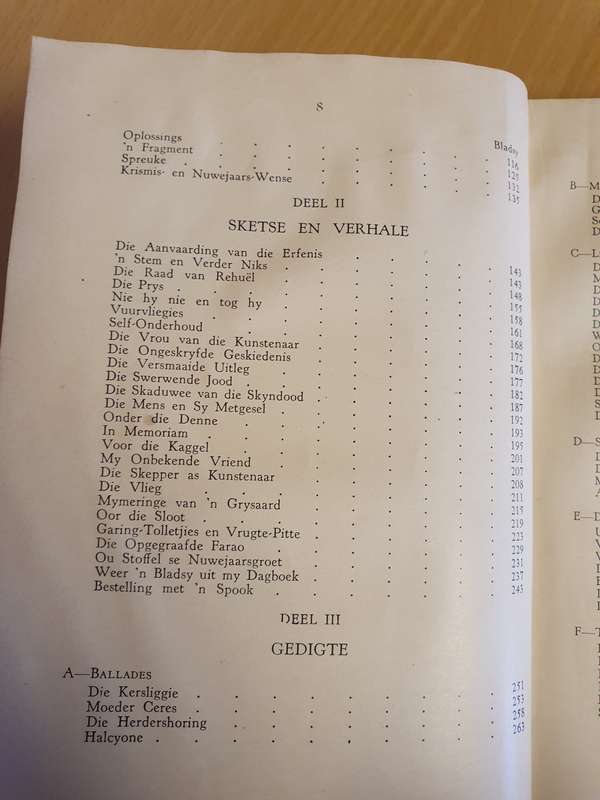 8
Bladsy
Oplossings . . . . . . . 116
'n Fragment . . . . . . . 125
Spreuke . . . . . . . . 132
Krismis- en Nuwejaars-Wense . . . . . 135
DEEL II
SKETSE EN VERHALE
Die Aanvaarding van die Erfenis . . . . 143
'n Stem en Verder Niks . . . . . . 143
Die Raad van Rehuël . . . . . . 148
Die Prys . . . . . . . . 155
Nie hy nie en tog hy . . . . . . 158
Vuurvliegies . . . . . . . 161
Self-Onderhoud . . . . . . . 168
Die Vrou van die Kunstenaar . . . . . 172
Die Ongeskryfde Geskiedenis . . . . . 176
Die Versmaaide Uitleg . . . . . . 177
Die Swerwende Jood . . . . . . 182
Die Skaduwee van die Skyndood . . . . . 187
Die Mens en Sy Metgesel . . . . . . 192
Onder die Denne . . . . . . . 193
In Memoriam . . . . . . . 195
Voor die Kaggel . . . . . . . 201
My Onbekende Vriend . . . . . . 207
Die Skepper as Kunstenaar . . . . . 208
Die Vlieg . . . . . . . . 211
Mymeringe van 'n Grysaard . . . . . 215
Oor die Sloot . . . . . . . 219
Garing-Tolletjies en Vrugte-Pitte . . . . . 223
Die Opgegraafde Farao . . . . . . 229
Ou Stoffel se Nuwejaarsgroet . . . . . 231
Weer 'n Bladsy uit my Dagboek . . . . . 237
Bestelling met 'n Spook . . . . . . 243
DEEL III
GEDIGTE
A—BALLADES
Die Kersliggie . . . . . . . 251
Moeder Ceres . . . . . . . 253
Die Herdershoring . . . . . . . 258
Halcyone . . . . . . . . 263